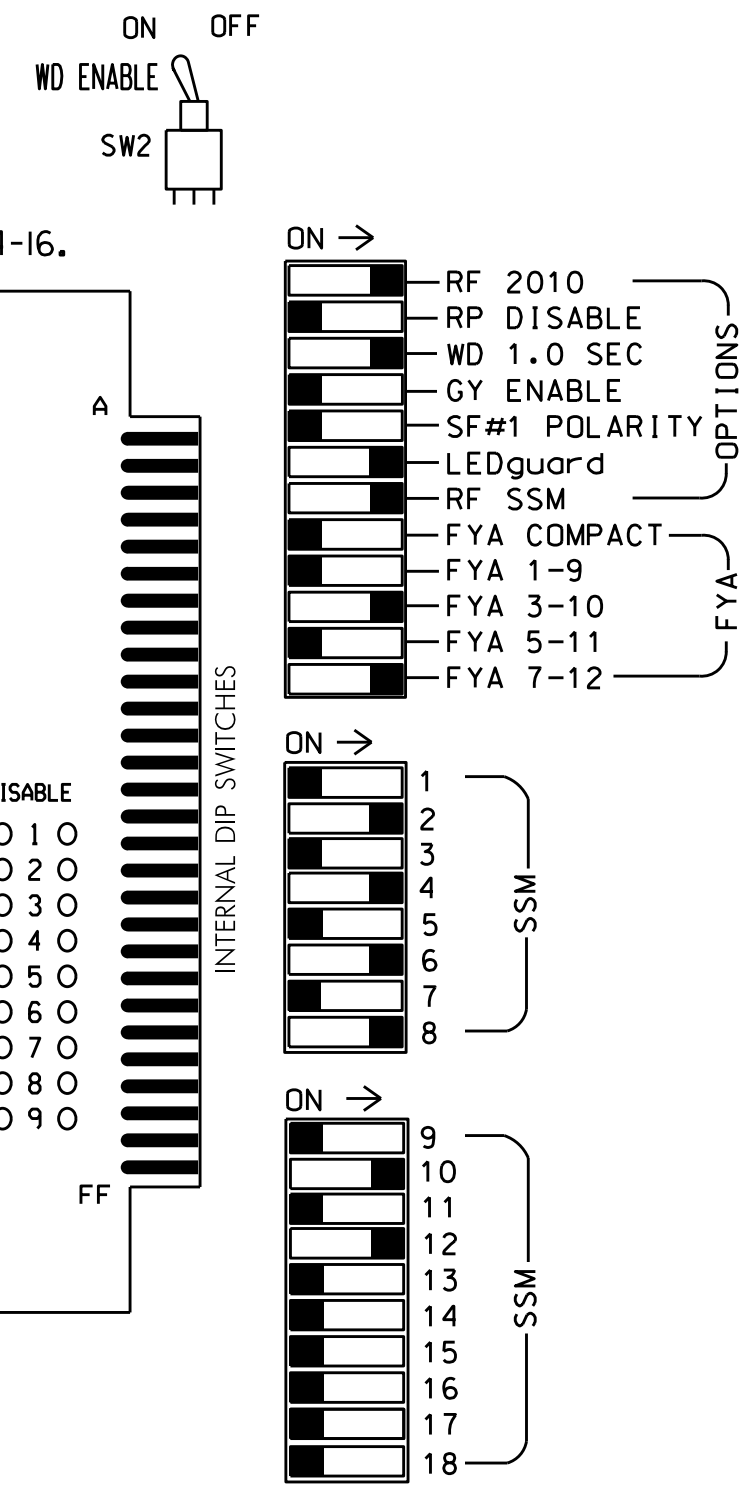 ON OFF
WD ENABLE
SW2
1-16.
ON
RF 2010
RP DISABLE
WD 1.0 SEC
GY ENABLE
SF#1 POLARITY
LEDguard
RF SSM
OPTIONS
FYA COMPACT
FYA 1-9
FYA 3-10
FYA 5-11
FYA 7-12
FYA
A
FF
INTERNAL DIP SWITCHES
ISABLE
1
2
3
4
5
6
7
8
9
ON
1
2
3
4
5
6
7
8
SSM
ON
9
10
11
12
13
14
15
16
17
18
SSM